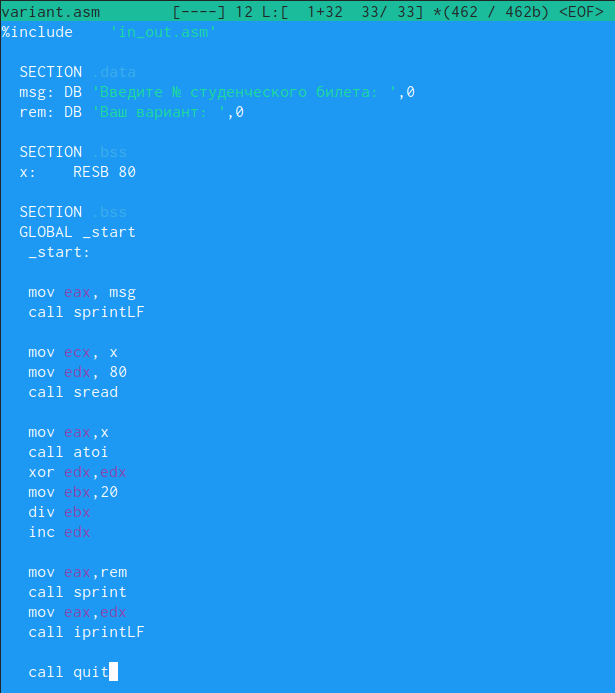 variant.asm        [----] 12 L:[  1+32  33/ 33] *(462 / 462b) <EOF>
%include    'in_out.asm'

  SECTION .data
  msg: DB 'Введите № студенческого билета: ',0
  rem: DB 'Ваш вариант: ',0

  SECTION .bss
  x:    RESB 80

  SECTION .bss
  GLOBAL _start
   _start:

   mov eax, msg
   call sprintLF

   mov ecx, x
   mov edx, 80
   call sread

   mov eax,x
   call atoi
   xor edx,edx
   mov ebx,20
   div ebx
   inc edx

   mov eax,rem
   call sprint
   mov eax,edx
   call iprintLF

   call quit